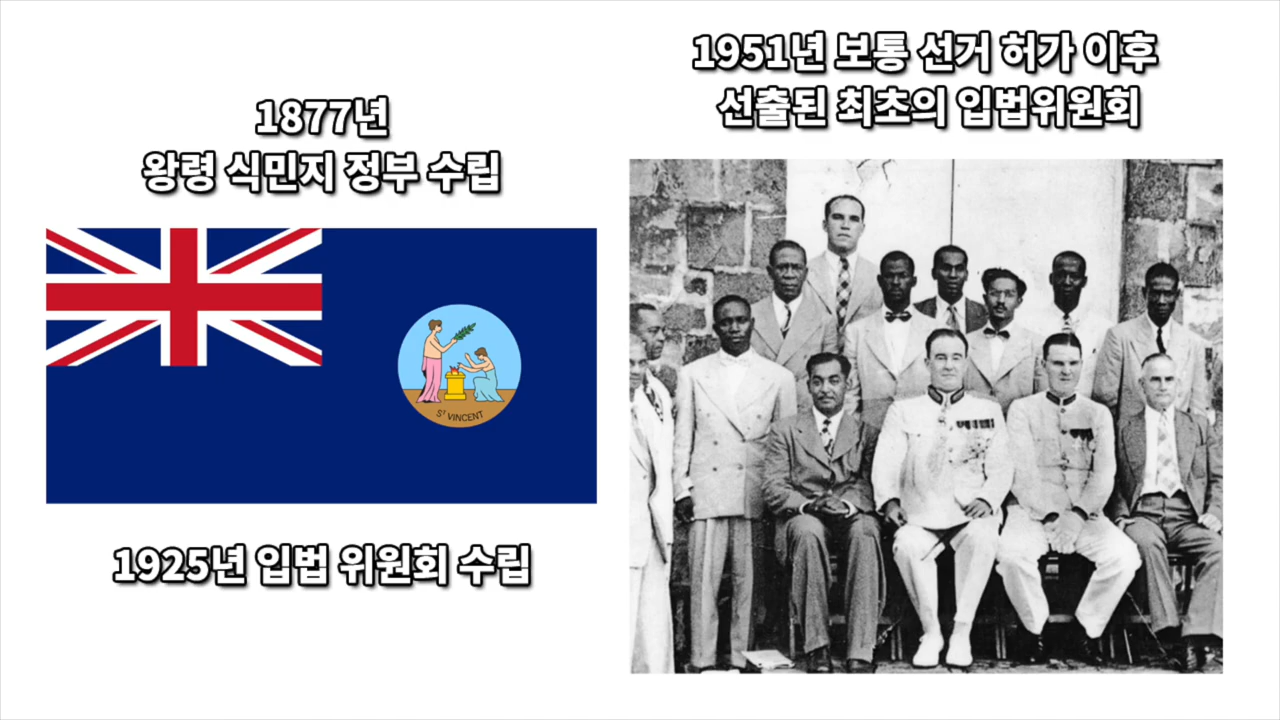 1877년
왕령 식민지 정부 수립
Sᵀ VINCENT
1925년 입법 위원회 수립
1951년 보통 선거 허가 이후
선출된 최초의 입법위원회